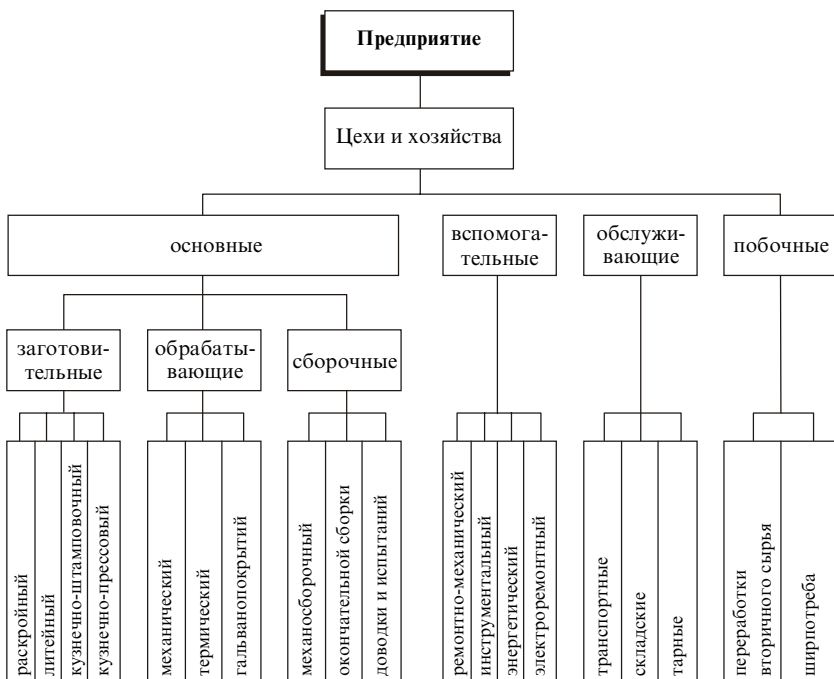 Предприятие
Цехи и хозяйства
основные
вспомога-
тельные
обслужи-
вающие
побочные
заготови-
тельные
обрабаты-
вающие
сборочные
раскройный
литейный
кузнечно-штамповочный
кузнечно-прессовый
механический
термический
гальванопокрытий
механосборочный
окончательной сборки
доводки и испытаний
ремонтно-механический
инструментальный
энергетический
электроремонтный
транспортные
складские
тарные
переработки
вторичного сырья
ширпотреба